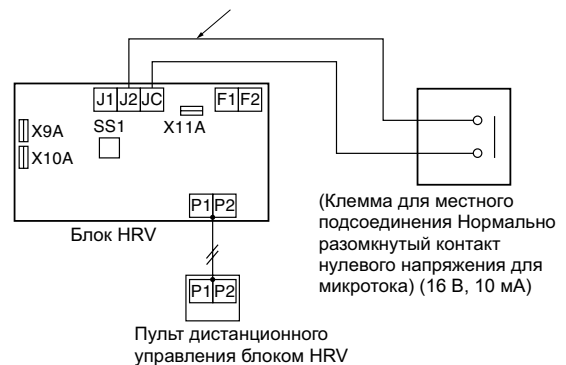 J1 J2 JC
F1 F2
SS1
X11A
X9A
X10A
P1 P2
Блок HRV
P1 P2
Пульт дистанционного
управления блоком HRV
(Клемма для местного
подсоединения Нормально
разомкнутый контакт
нулевого напряжения для
микротока) (16 В, 10 мА)